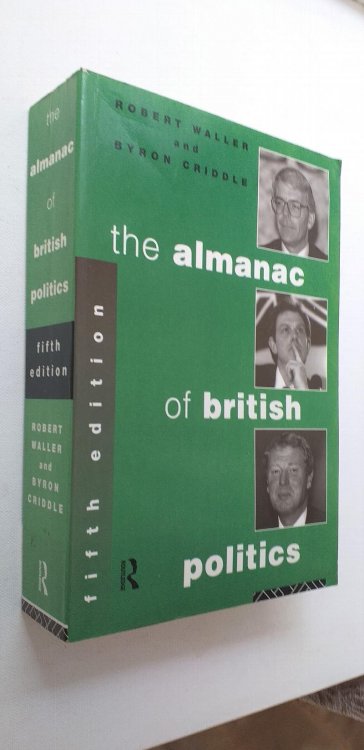 the
almanac
of
british
politics
fifth
edition
ROBERT
WALLER
and
BYRON
CRIDDLE
R
ROBERT WALLER
and
BYRON CRIDDLE
the almanac
of british
politics
fifth edition
R
ROUTLEDGE